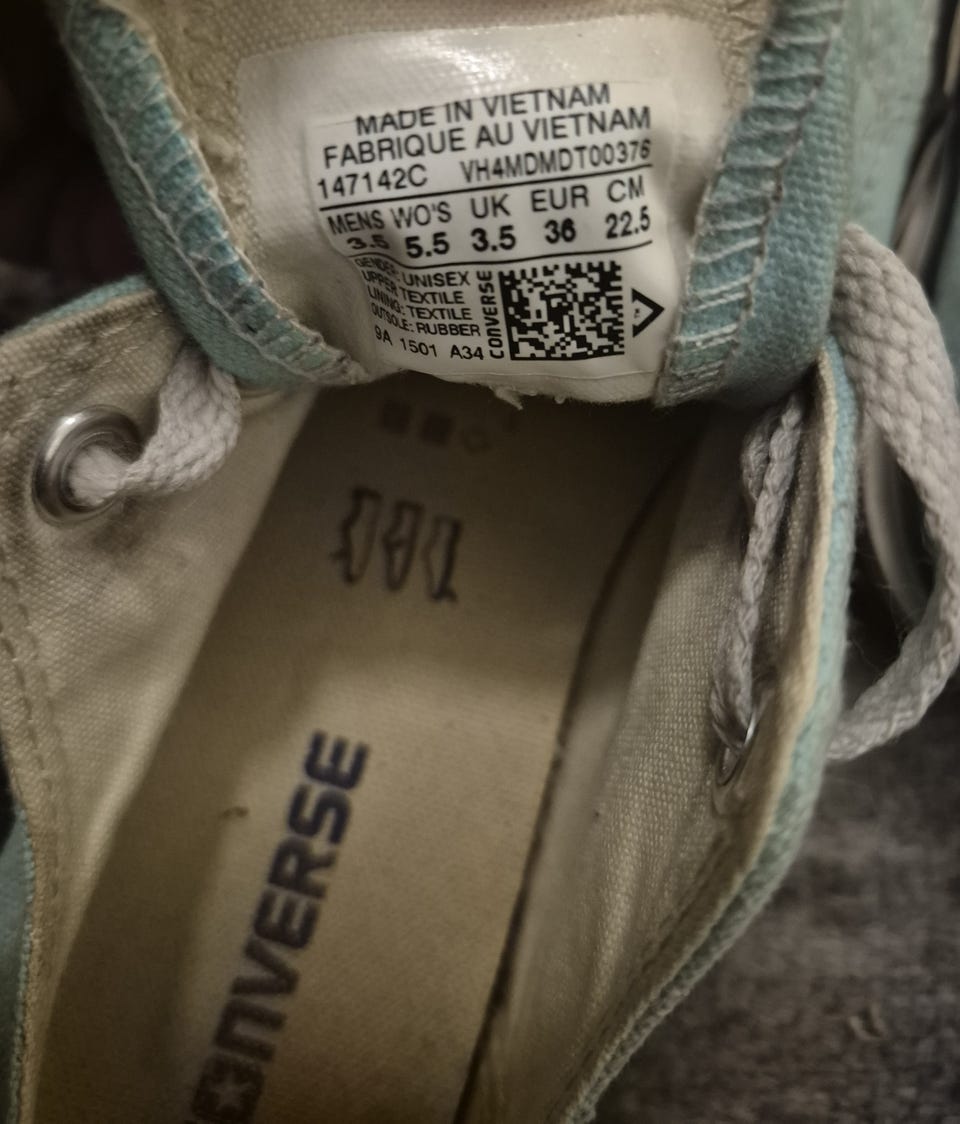 MADE IN VIETNAM
FABRIQUE AU VIETNAM
147142C VH4MDMDT00376
MENS WO'S UK EUR CM
3.5 5.5 3.5 36 22.5
GENDER: UNISEX
UPPER: TEXTILE
LINING: TEXTILE
OUTSOLE: RUBBER
9A 1501 A34
CONVERSE
CONVERSE